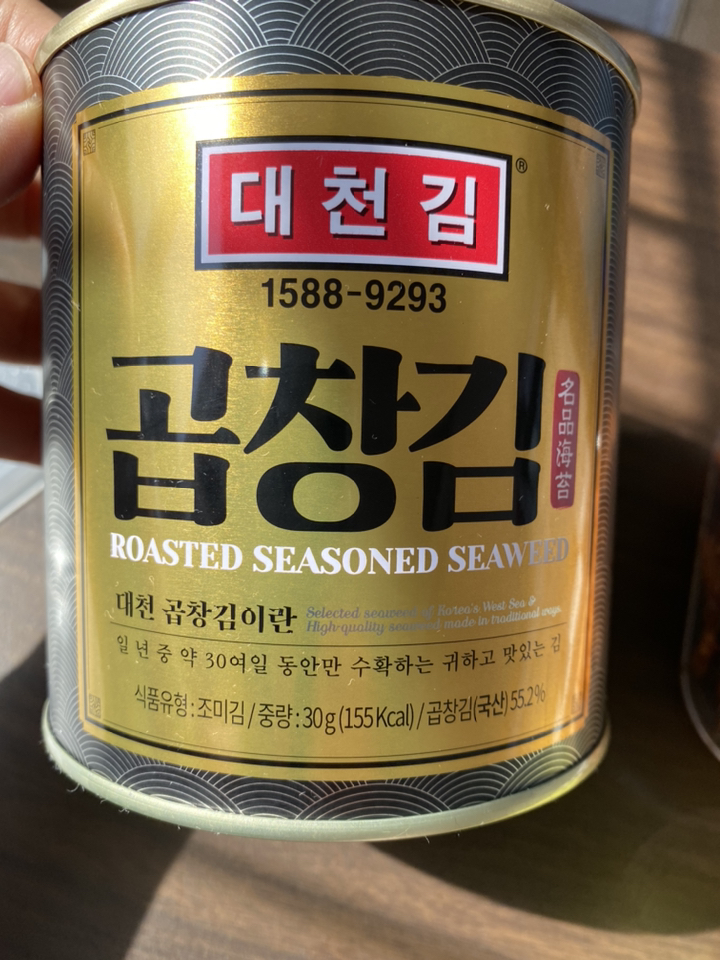 대천김®
1588-9293
곱창김
名品海苔
ROASTED SEASONED SEAWEED
대천 곱창김이란
Selected seaweed of Korea's West Sea &
High-quality seaweed made in traditional ways.
일 년 중 약 30여일 동안만 수확하는 귀하고 맛있는 김
식품유형 : 조미김 / 중량 : 30g (155Kcal) / 곱창김(국산) 55.2%